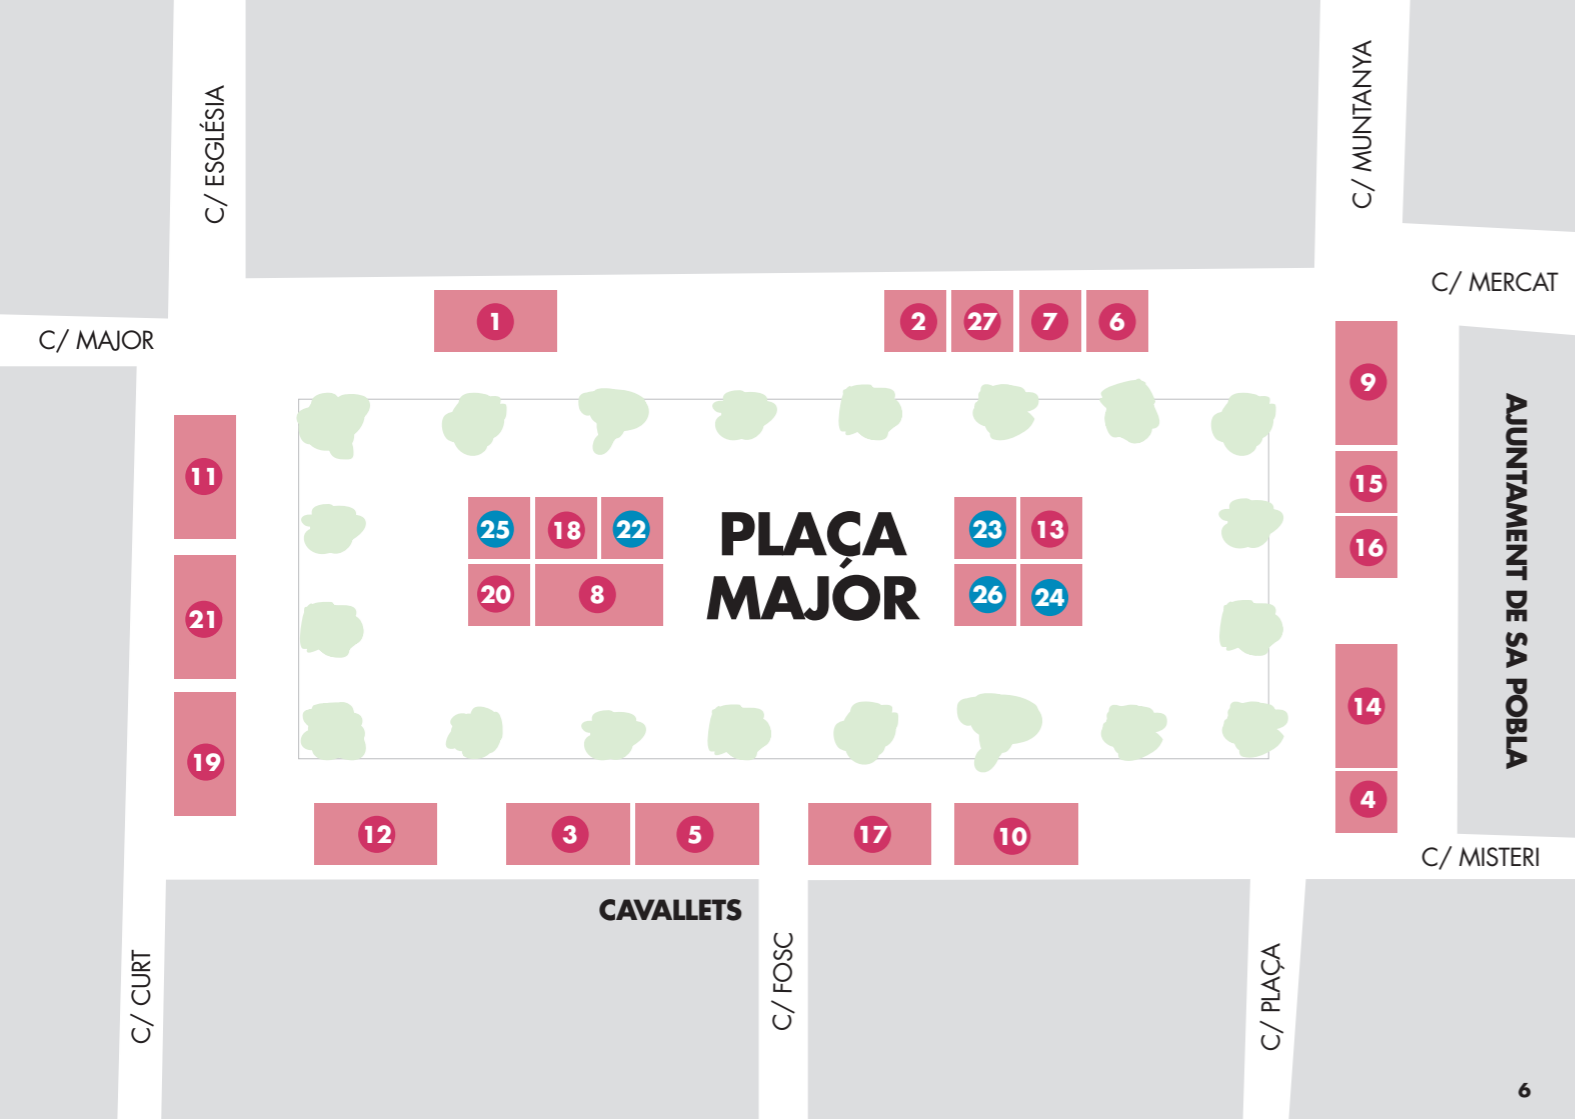 C/ ESGLÉSIA
C/ MUNTANYA
C/ MERCAT
C/ MAJOR
1
2
27
7
6
9
11
15
25
18
22
PLAÇA
MAJOR
23
13
16
20
8
26
24
21
14
19
4
AJUNTAMENT DE SA POBLA
12
3
5
17
10
C/ MISTERI
CAVALLETS
C/ CURT
C/ FOSC
C/ PLAÇA
6